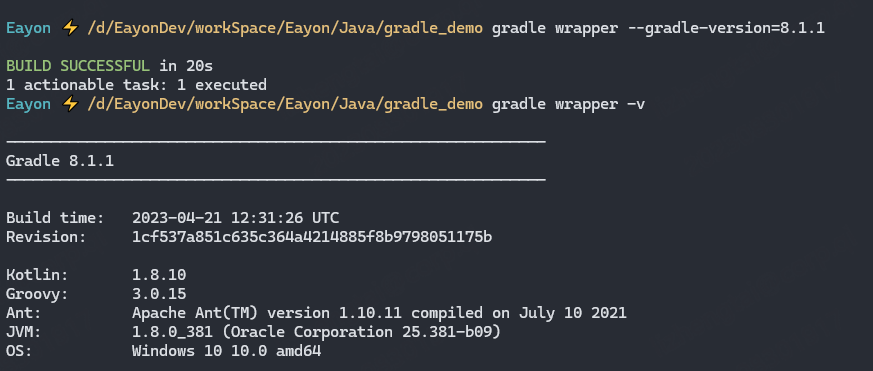 Eayon ⚡ /d/EayonDev/workSpace/Eayon/Java/gradle_demo gradle wrapper --gradle-version=8.1.1
BUILD SUCCESSFUL in 20s
1 actionable task: 1 executed
Eayon ⚡ /d/EayonDev/workSpace/Eayon/Java/gradle_demo gradle wrapper -v
------------------------------------------------------------
Gradle 8.1.1
------------------------------------------------------------
Build time:   2023-04-21 12:31:26 UTC
Revision:     1cf537a851c635c364a4214885f8b9798051175b
Kotlin:       1.8.10
Groovy:       3.0.15
Ant:          Apache Ant(TM) version 1.10.11 compiled on July 10 2021
JVM:          1.8.0_381 (Oracle Corporation 25.381-b09)
OS:           Windows 10 10.0 amd64